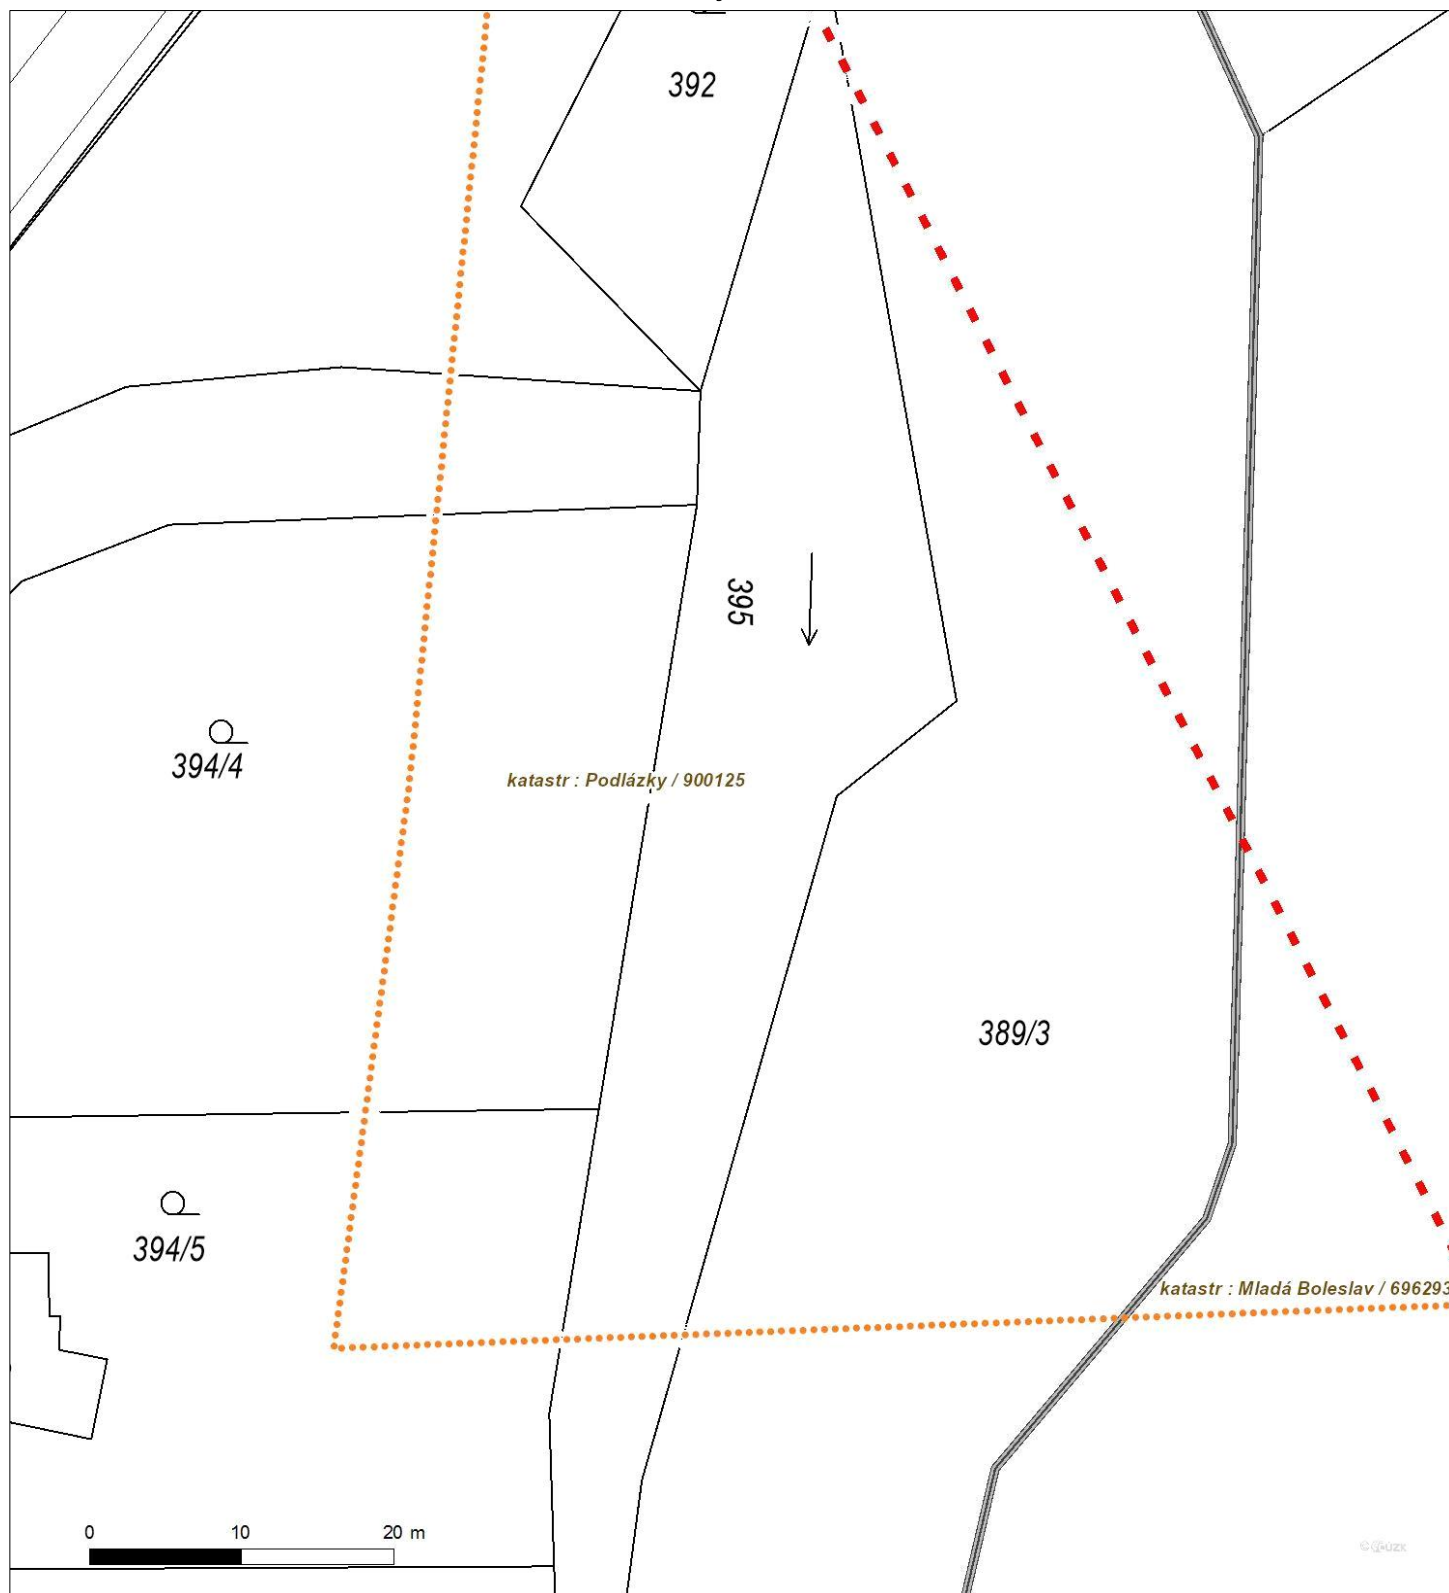 392
395
394/4
katastr : Podlázky / 900125
389/3
394/5
katastr : Mladá Boleslav / 696293
0 10 20 m